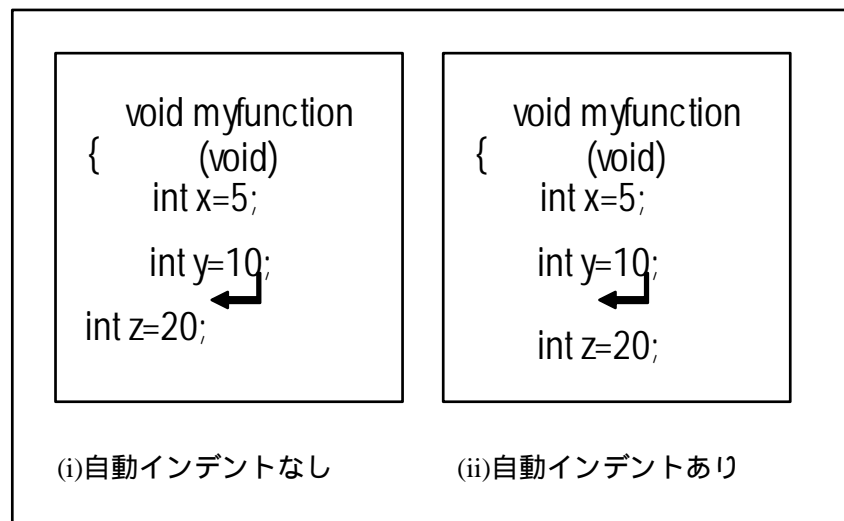 void myfunction
{ (void)
int x=5;
int y=10;
int z=20;
(i)自動インデントなし
void myfunction
{ (void)
int x=5;
int y=10;
int z=20;
(ii)自動インデントあり